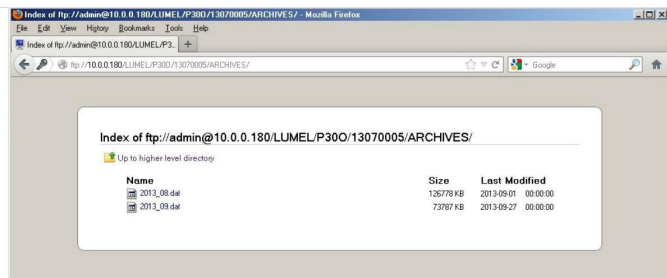 Index of ftp://admin@10.0.0.180/LUMEL/P30O/13070005/ARCHIVES/ - Mozilla Firefox
File Edit View History Bookmarks Tools Help
Index of ftp://admin@10.0.0.180/LUMEL/P3... +
ftp://10.0.0.180/LUMEL/P30O/13070005/ARCHIVES/ Google
Index of ftp://admin@10.0.0.180/LUMEL/P30O/13070005/ARCHIVES/
Up to higher level directory
Name Size Last Modified
2013_08.dat 126778 KB 2013-09-01 00:00:00
2013_09.dat 73787 KB 2013-09-27 00:00:00